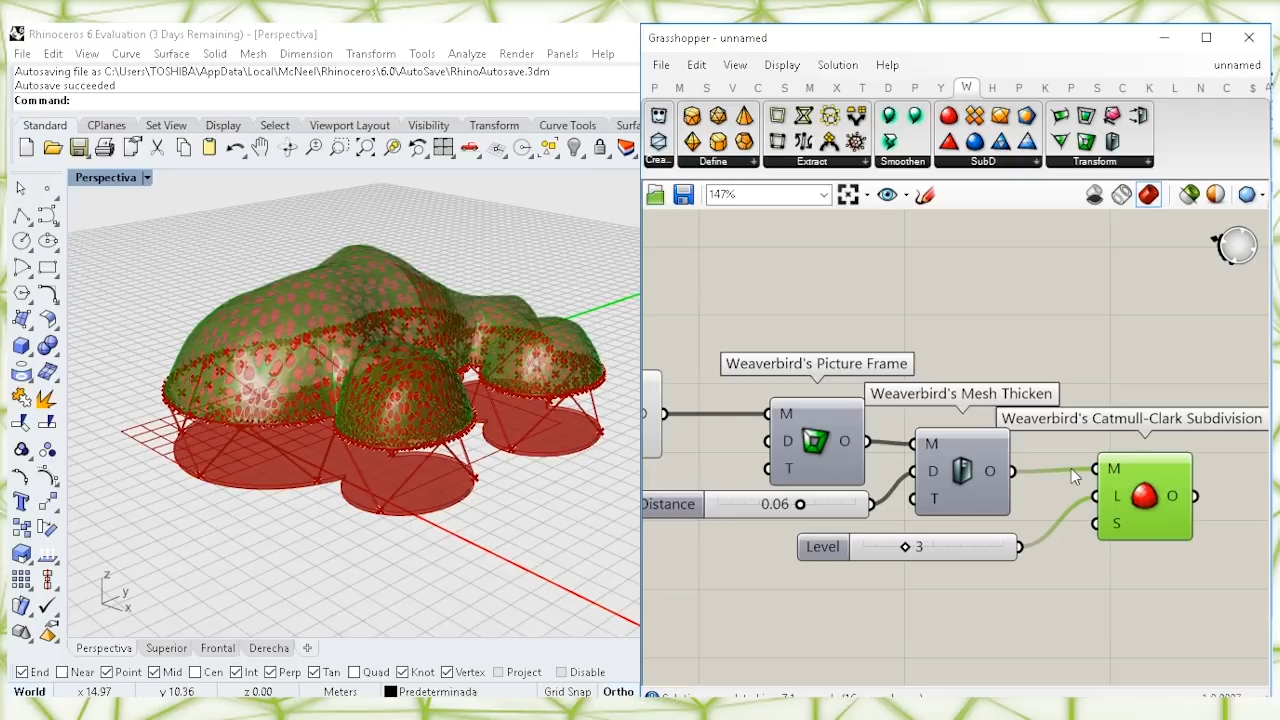 Rhinoceros 6 Evaluation (3 Days Remaining) - [Perspectiva]
File Edit View Curve Surface Solid Mesh Dimension Transform Tools Analyze Render Panels Help
Autosaving file as C:\Users\TOSHIBA\AppData\Local\McNeel\Rhinoceros\6.0\AutoSave\RhinoAutosave.3dm
Autosave succeeded
Command:
Standard CPlanes Set View Display Select Viewport Layout Visibility Transform Curve Tools Surfa
Perspectiva
z
y
x
Perspectiva Superior Frontal Derecha
End Near Point Mid Cen Int Perp Tan Quad Knot Vertex Project Disable
World x 14.97 y 10.36 z 0.00 Meters Predeterminada Grid Snap Ortho
Grasshopper - unnamed
File Edit View Display Solution Help unnamed
P M S V C S M X T D P Y W H P K P S C K L N C $
Crea... Define Extract Smoothen SubD Transform
147%
Weaverbird's Picture Frame
Weaverbird's Mesh Thicken
Weaverbird's Catmull-Clark Subdivision
M
D O
T
M
D O
T
M
L O
S
Distance 0.06
Level 3